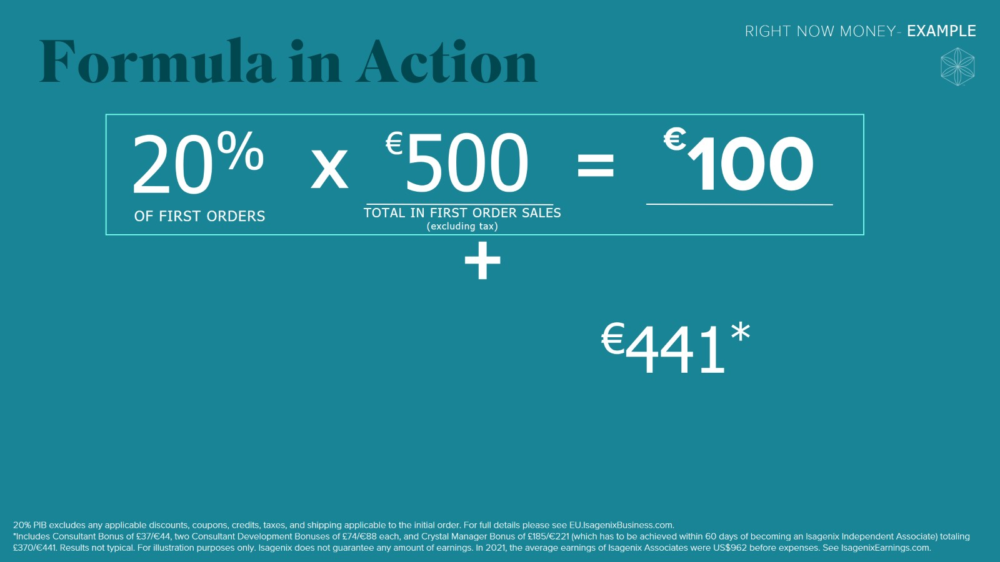 RIGHT NOW MONEY- EXAMPLE
Formula in Action
20% x €500 = €100
OF FIRST ORDERS
TOTAL IN FIRST ORDER SALES
(excluding tax)
+
€441*
20% PIB excludes any applicable discounts, coupons, credits, taxes, and shipping applicable to the initial order. For full details please see EU.IsagenixBusiness.com.
*Includes Consultant Bonus of £37/€44, two Consultant Development Bonuses of £74/€88 each, and Crystal Manager Bonus of £185/€221 (which has to be achieved within 60 days of becoming an Isagenix Independent Associate) totaling
£370/€441. Results not typical. For illustration purposes only. Isagenix does not guarantee any amount of earnings. In 2021, the average earnings of Isagenix Associates were US$962 before expenses. See IsagenixEarnings.com.